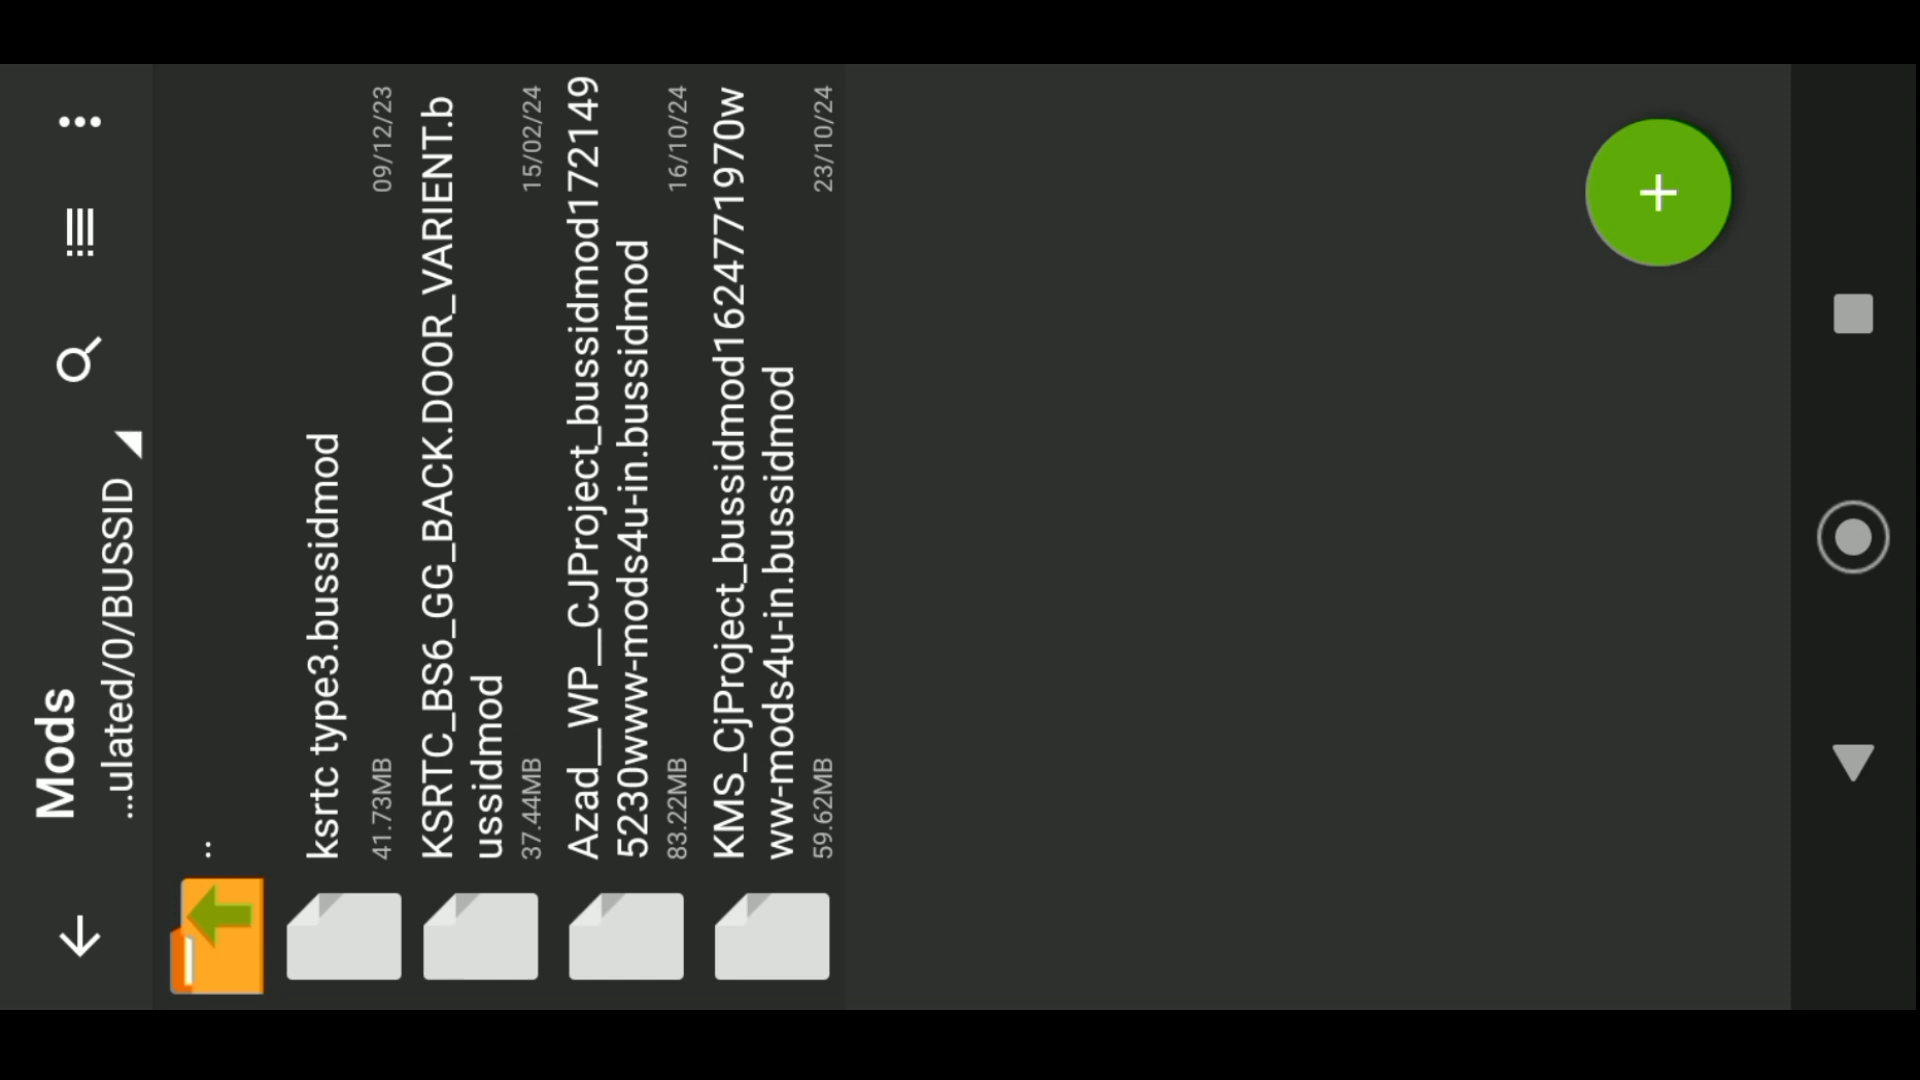 Mods
...ulated/0/BUSSID
..
ksrtc type3.bussidmod
41.73MB 09/12/23
KSRTC_BS6_GG_BACK.DOOR_VARIENT.b
ussidmod
37.44MB 15/02/24
Azad__WP__CJPProject_bussidmod172149
5230www-mods4u-in.bussidmod
83.22MB 16/10/24
KMS_CjProject_bussidmod1624771970w
ww-mods4u-in.bussidmod
59.62MB 23/10/24